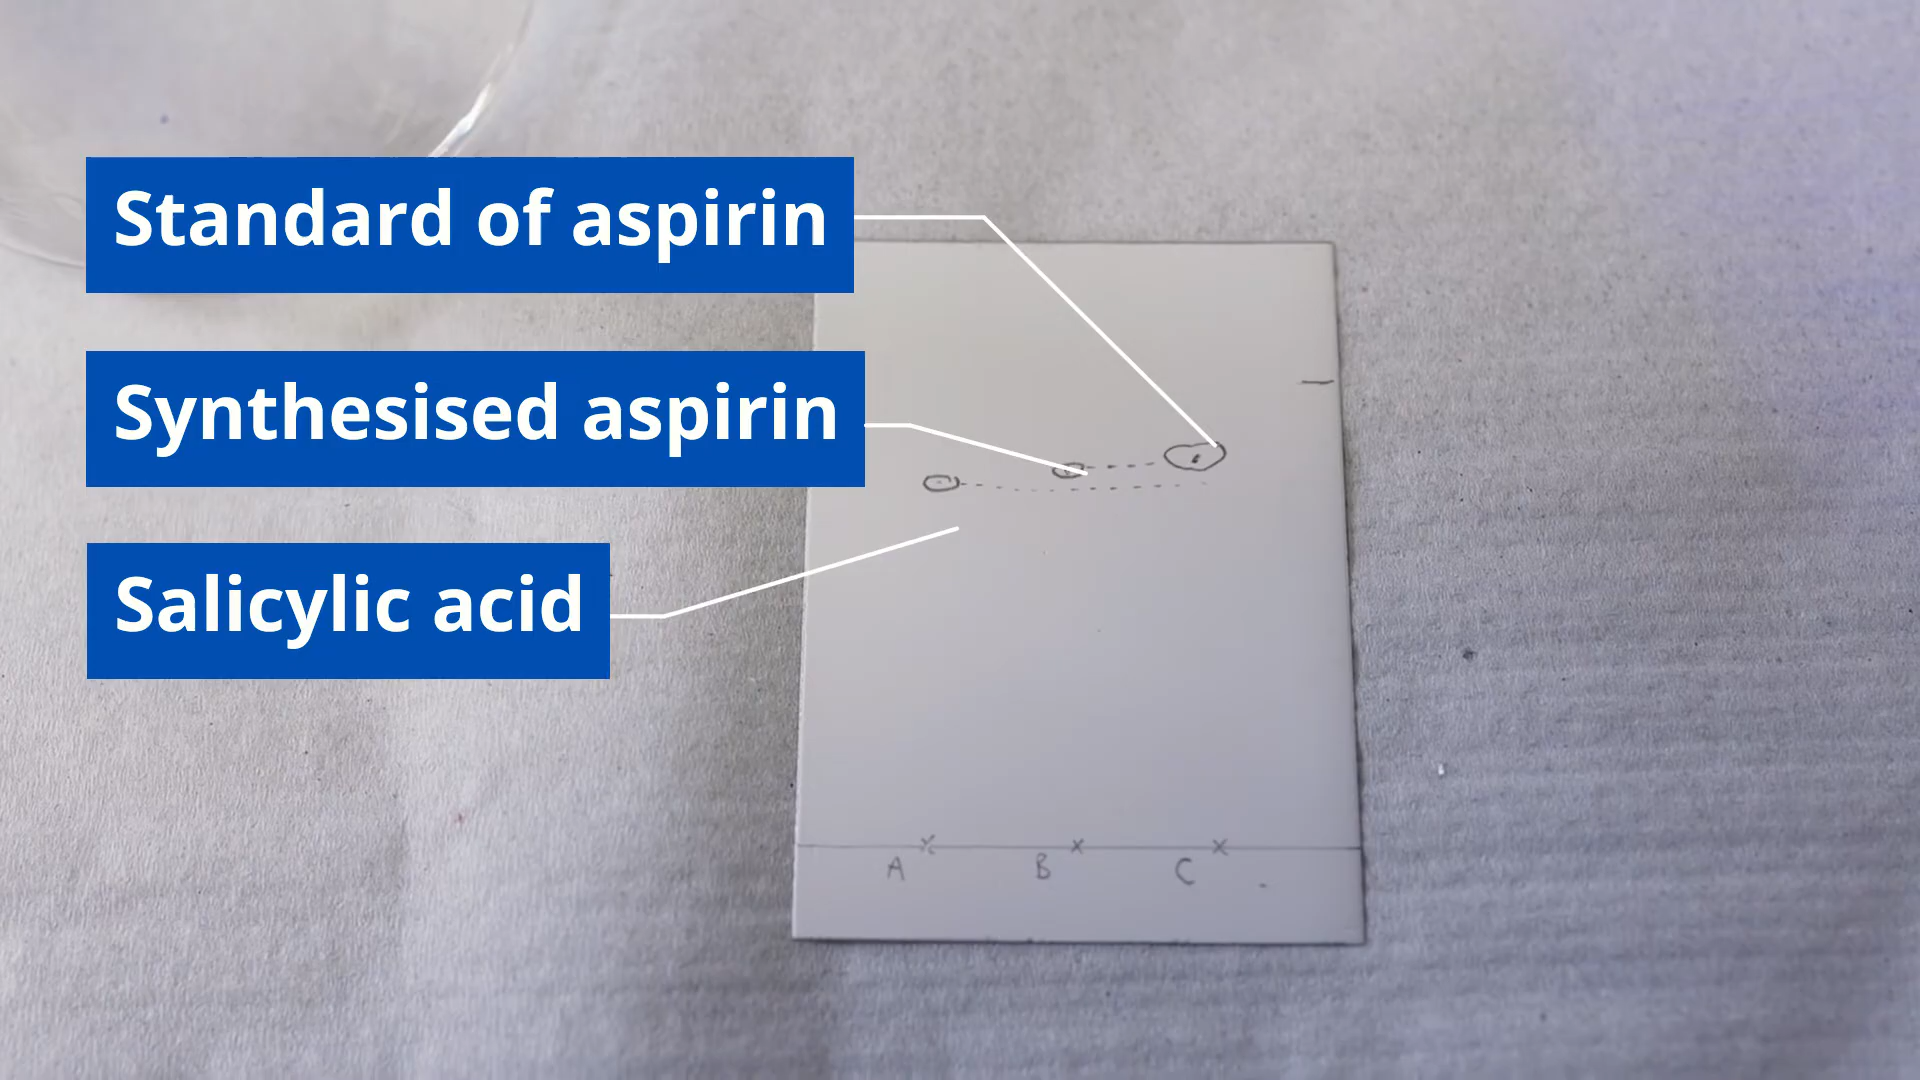 Standard of aspirin
Synthesised aspirin
Salicylic acid
A B C